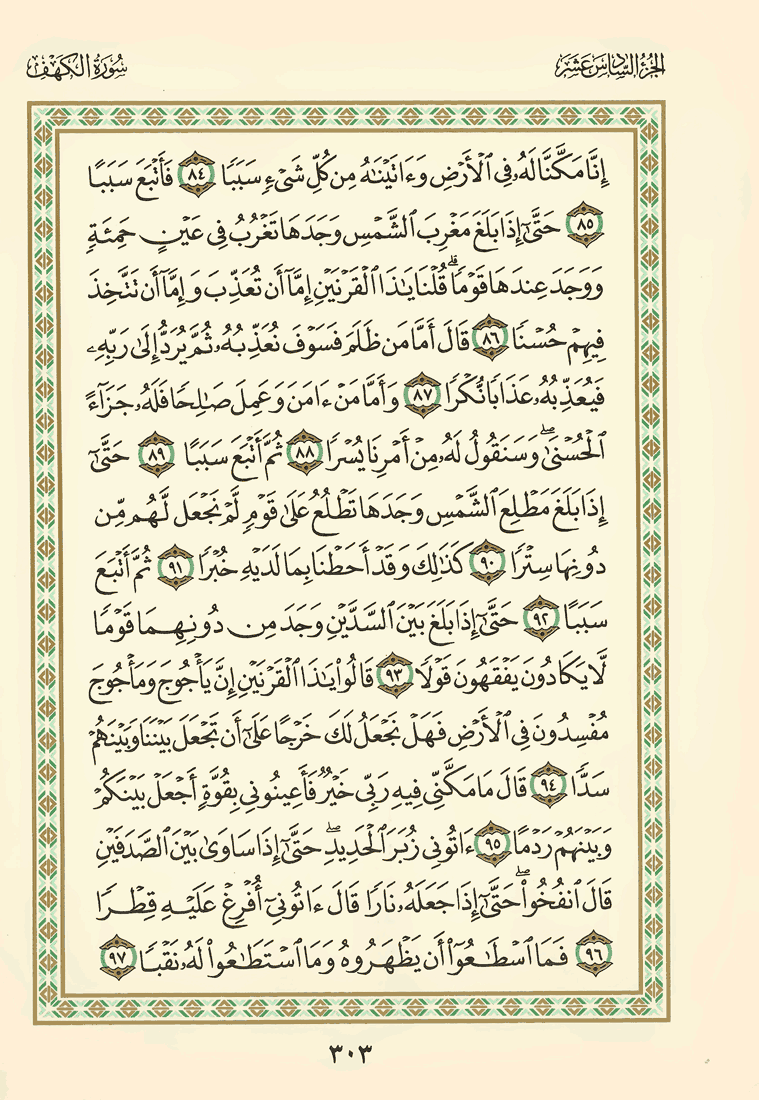 الجزء السادس عشر
سورة الكهف
إِنَّا مَكَّنَّا لَهُۥ فِى ٱلْأَرْضِ وَءَاتَيْنَٰهُ مِن كُلِّ شَىْءٍ سَبَبًا ٨٤ فَأَتْبَعَ سَبَبًا
٨٥ حَتَّىٰٓ إِذَا بَلَغَ مَغْرِبَ ٱلشَّمْسِ وَجَدَهَا تَغْرُبُ فِى عَيْنٍ حَمِئَةٍ
وَوَجَدَ عِندَهَا قَوْمًا ۗ قُلْنَا يَٰذَا ٱلْقَرْنَيْنِ إِمَّآ أَن تُعَذِّبَ وَإِمَّآ أَن تَتَّخِذَ
فِيهِمْ حُسْنًا ٨٦ قَالَ أَمَّا مَن ظَلَمَ فَسَوْفَ نُعَذِّبُهُۥ ثُمَّ يُرَدُّ إِلَىٰ رَبِّهِۦ
فَيُعَذِّبُهُۥ عَذَابًا نُّكْرًا ٨٧ وَأَمَّا مَنْ ءَامَنَ وَعَمِلَ صَٰلِحًا فَلَهُۥ جَزَآءً
ٱلْحُسْنَىٰ ۖ وَسَنَقُولُ لَهُۥ مِنْ أَمْرِنَا يُسْرًا ٨٨ ثُمَّ أَتْبَعَ سَبَبًا ٨٩ حَتَّىٰٓ
إِذَا بَلَغَ مَطْلِعَ ٱلشَّمْسِ وَجَدَهَا تَطْلُعُ عَلَىٰ قَوْمٍ لَّمْ نَجْعَل لَّهُم مِّن
دُونِهَا سِتْرًا ٩٠ كَذَٰلِكَ وَقَدْ أَحَطْنَا بِمَا لَدَيْهِ خُبْرًا ٩١ ثُمَّ أَتْبَعَ
سَبَبًا ٩٢ حَتَّىٰٓ إِذَا بَلَغَ بَيْنَ ٱلسَّدَّيْنِ وَجَدَ مِن دُونِهِمَا قَوْمًا
لَّا يَكَادُونَ يَفْقَهُونَ قَوْلًا ٩٣ قَالُوا۟ يَٰذَا ٱلْقَرْنَيْنِ إِنَّ يَأْجُوجَ وَمَأْجُوجَ
مُفْسِدُونَ فِى ٱلْأَرْضِ فَهَلْ نَجْعَلُ لَكَ خَرْجًا عَلَىٰٓ أَن تَجْعَلَ بَيْنَنَا وَبَيْنَهُمْ
سَدًّا ٩٤ قَالَ مَا مَكَّنِّى فِيهِ رَبِّى خَيْرٌ فَأَعِينُونِى بِقُوَّةٍ أَجْعَلْ بَيْنَكُمْ
وَبَيْنَهُمْ رَدْمًا ٩٥ ءَاتُونِى زُبَرَ ٱلْحَدِيدِ ۖ حَتَّىٰٓ إِذَا سَاوَىٰ بَيْنَ ٱلصَّدَفَيْنِ
قَالَ ٱنفُخُوا۟ ۖ حَتَّىٰٓ إِذَا جَعَلَهُۥ نَارًا قَالَ ءَاتُونِىٓ أُفْرِغْ عَلَيْهِ قِطْرًا
٩٦ فَمَا ٱسْطَٰعُوٓا۟ أَن يَظْهَرُوهُ وَمَا ٱسْتَطَٰعُوا۟ لَهُۥ نَقْبًا ٩٧
٣٠٣